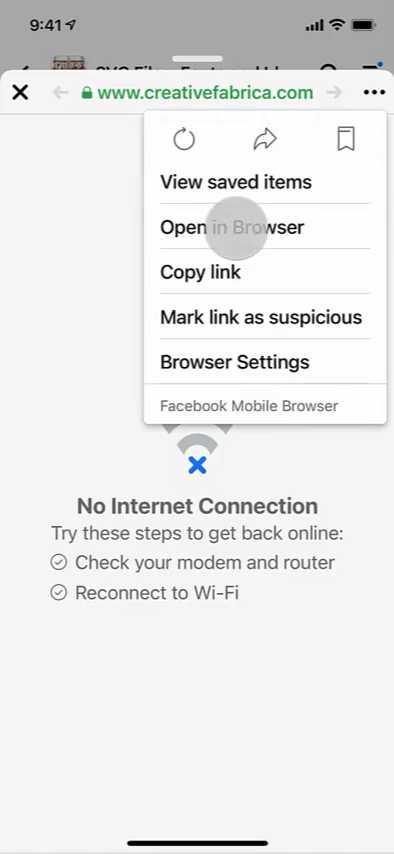 9:41
www.creativefabrica.com
View saved items
Open in Browser
Copy link
Mark link as suspicious
Browser Settings
Facebook Mobile Browser
No Internet Connection
Try these steps to get back online:
Check your modem and router
Reconnect to Wi-Fi